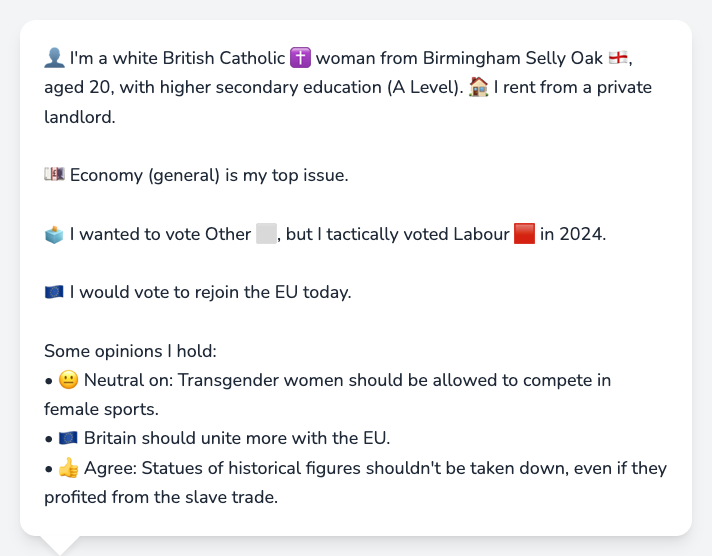 👤 I'm a white British Catholic ✝️ woman from Birmingham Selly Oak 🏴󠁧󠁢󠁥󠁮󠁧󠁿,
aged 20, with higher secondary education (A Level). 🏠 I rent from a private
landlord.
💷 Economy (general) is my top issue.
🗳️ I wanted to vote Other ⬜, but I tactically voted Labour 🟥 in 2024.
🇪🇺 I would vote to rejoin the EU today.
Some opinions I hold:
• 😐 Neutral on: Transgender women should be allowed to compete in
female sports.
• 🇪🇺 Britain should unite more with the EU.
• 👍 Agree: Statues of historical figures shouldn't be taken down, even if they
profited from the slave trade.